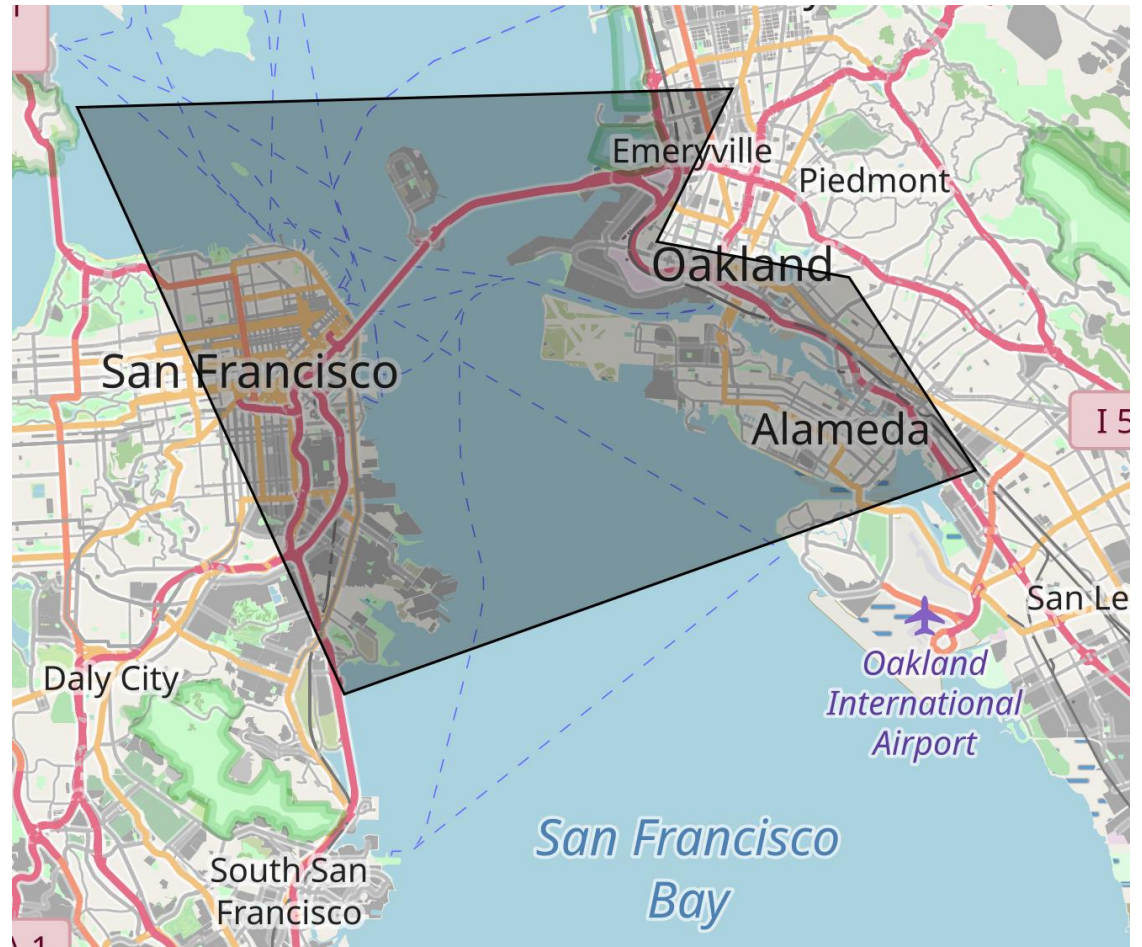 Emeryville
Piedmont
Oakland
San Francisco
I 5
Alameda
San Le
Daly City
Oakland
International
Airport
San Francisco
Bay
South San
Francisco
1